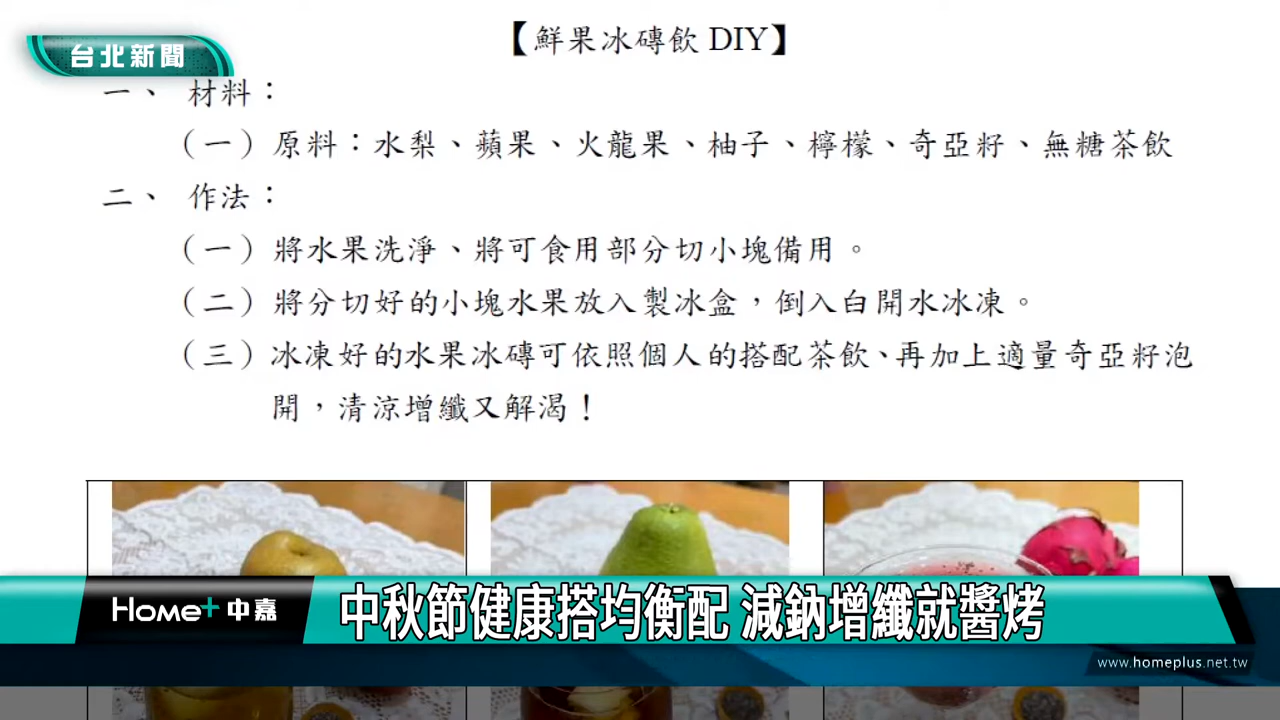 【鮮果冰磚飲 DIY】
台北新聞
一、 材料：
（一）原料：水梨、蘋果、火龍果、柚子、檸檬、奇亞籽、無糖茶飲
二、 作法：
（一）將水果洗淨、將可食用部分切小塊備用。
（二）將分切好的小塊水果放入製冰盒，倒入白開水冰凍。
（三）冰凍好的水果冰磚可依照個人的搭配茶飲、再加上適量奇亞籽泡
開，清涼增纖又解渴！
Home+ 中嘉
中秋節健康搭均衡配 減鈉增纖就醬烤
www.homeplus.net.tw